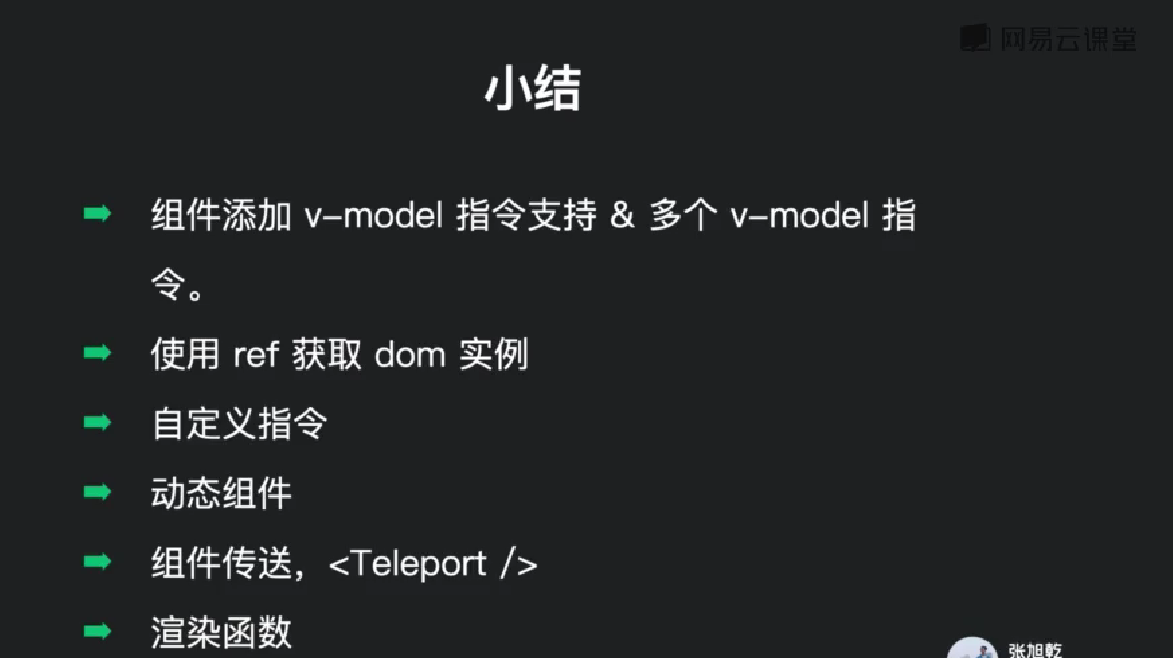 网易云课堂
小结
组件添加 v-model 指令支持 & 多个 v-model 指
令。
使用 ref 获取 dom 实例
自定义指令
动态组件
组件传送，<Teleport />
渲染函数
张旭乾